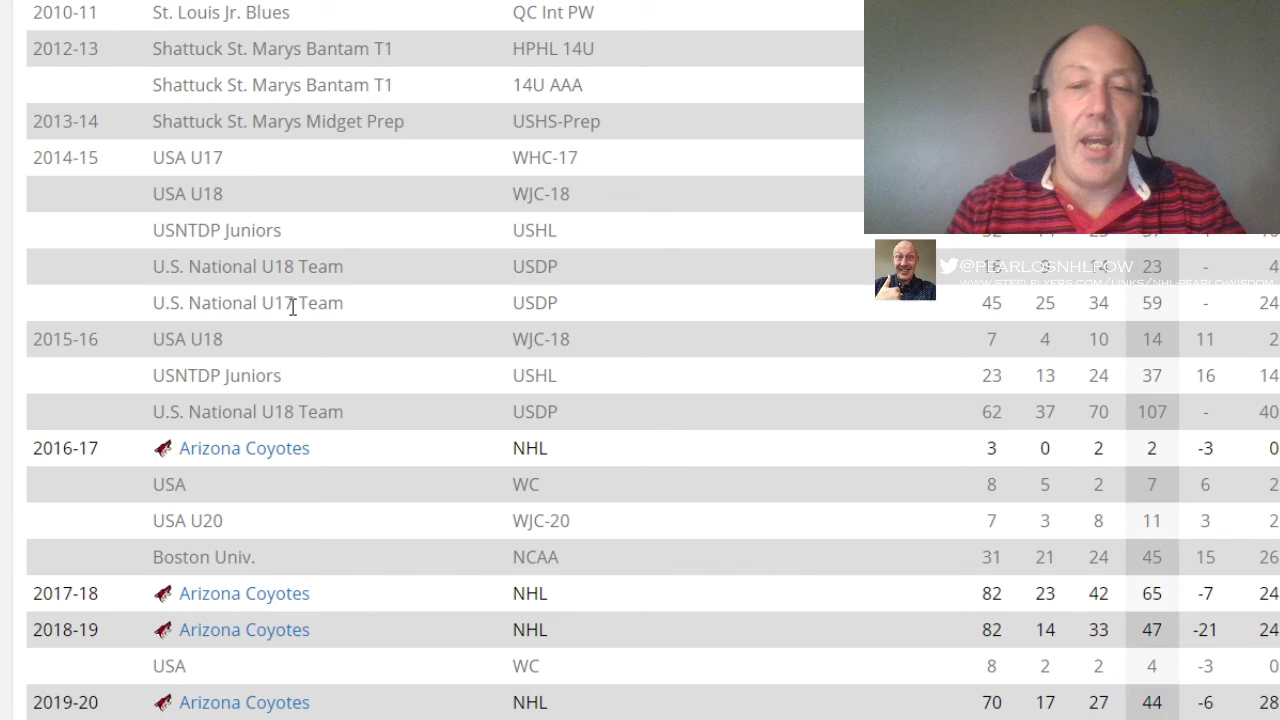 2010-11 St. Louis Jr. Blues QC Int PW
2012-13 Shattuck St. Marys Bantam T1 HPHL 14U
Shattuck St. Marys Bantam T1 14U AAA
2013-14 Shattuck St. Marys Midget Prep USHS-Prep
2014-15 USA U17 WHC-17
USA U18 WJC-18
USNTDP Juniors USHL
U.S. National U18 Team USDP 23 - 4
@PEARLOSNHLPOW
WWW.STEELFLYERS.COM/LINKS/NHLPEARLOWISDOM
U.S. National U17 Team USDP 45 25 34 59 - 24
2015-16 USA U18 WJC-18 7 4 10 14 11 2
USNTDP Juniors USHL 23 13 24 37 16 14
U.S. National U18 Team USDP 62 37 70 107 - 40
2016-17 Arizona Coyotes NHL 3 0 2 2 -3 0
USA WC 8 5 2 7 6 2
USA U20 WJC-20 7 3 8 11 3 2
Boston Univ. NCAA 31 21 24 45 15 26
2017-18 Arizona Coyotes NHL 82 23 42 65 -7 24
2018-19 Arizona Coyotes NHL 82 14 33 47 -21 24
USA WC 8 2 2 4 -3 0
2019-20 Arizona Coyotes NHL 70 17 27 44 -6 28